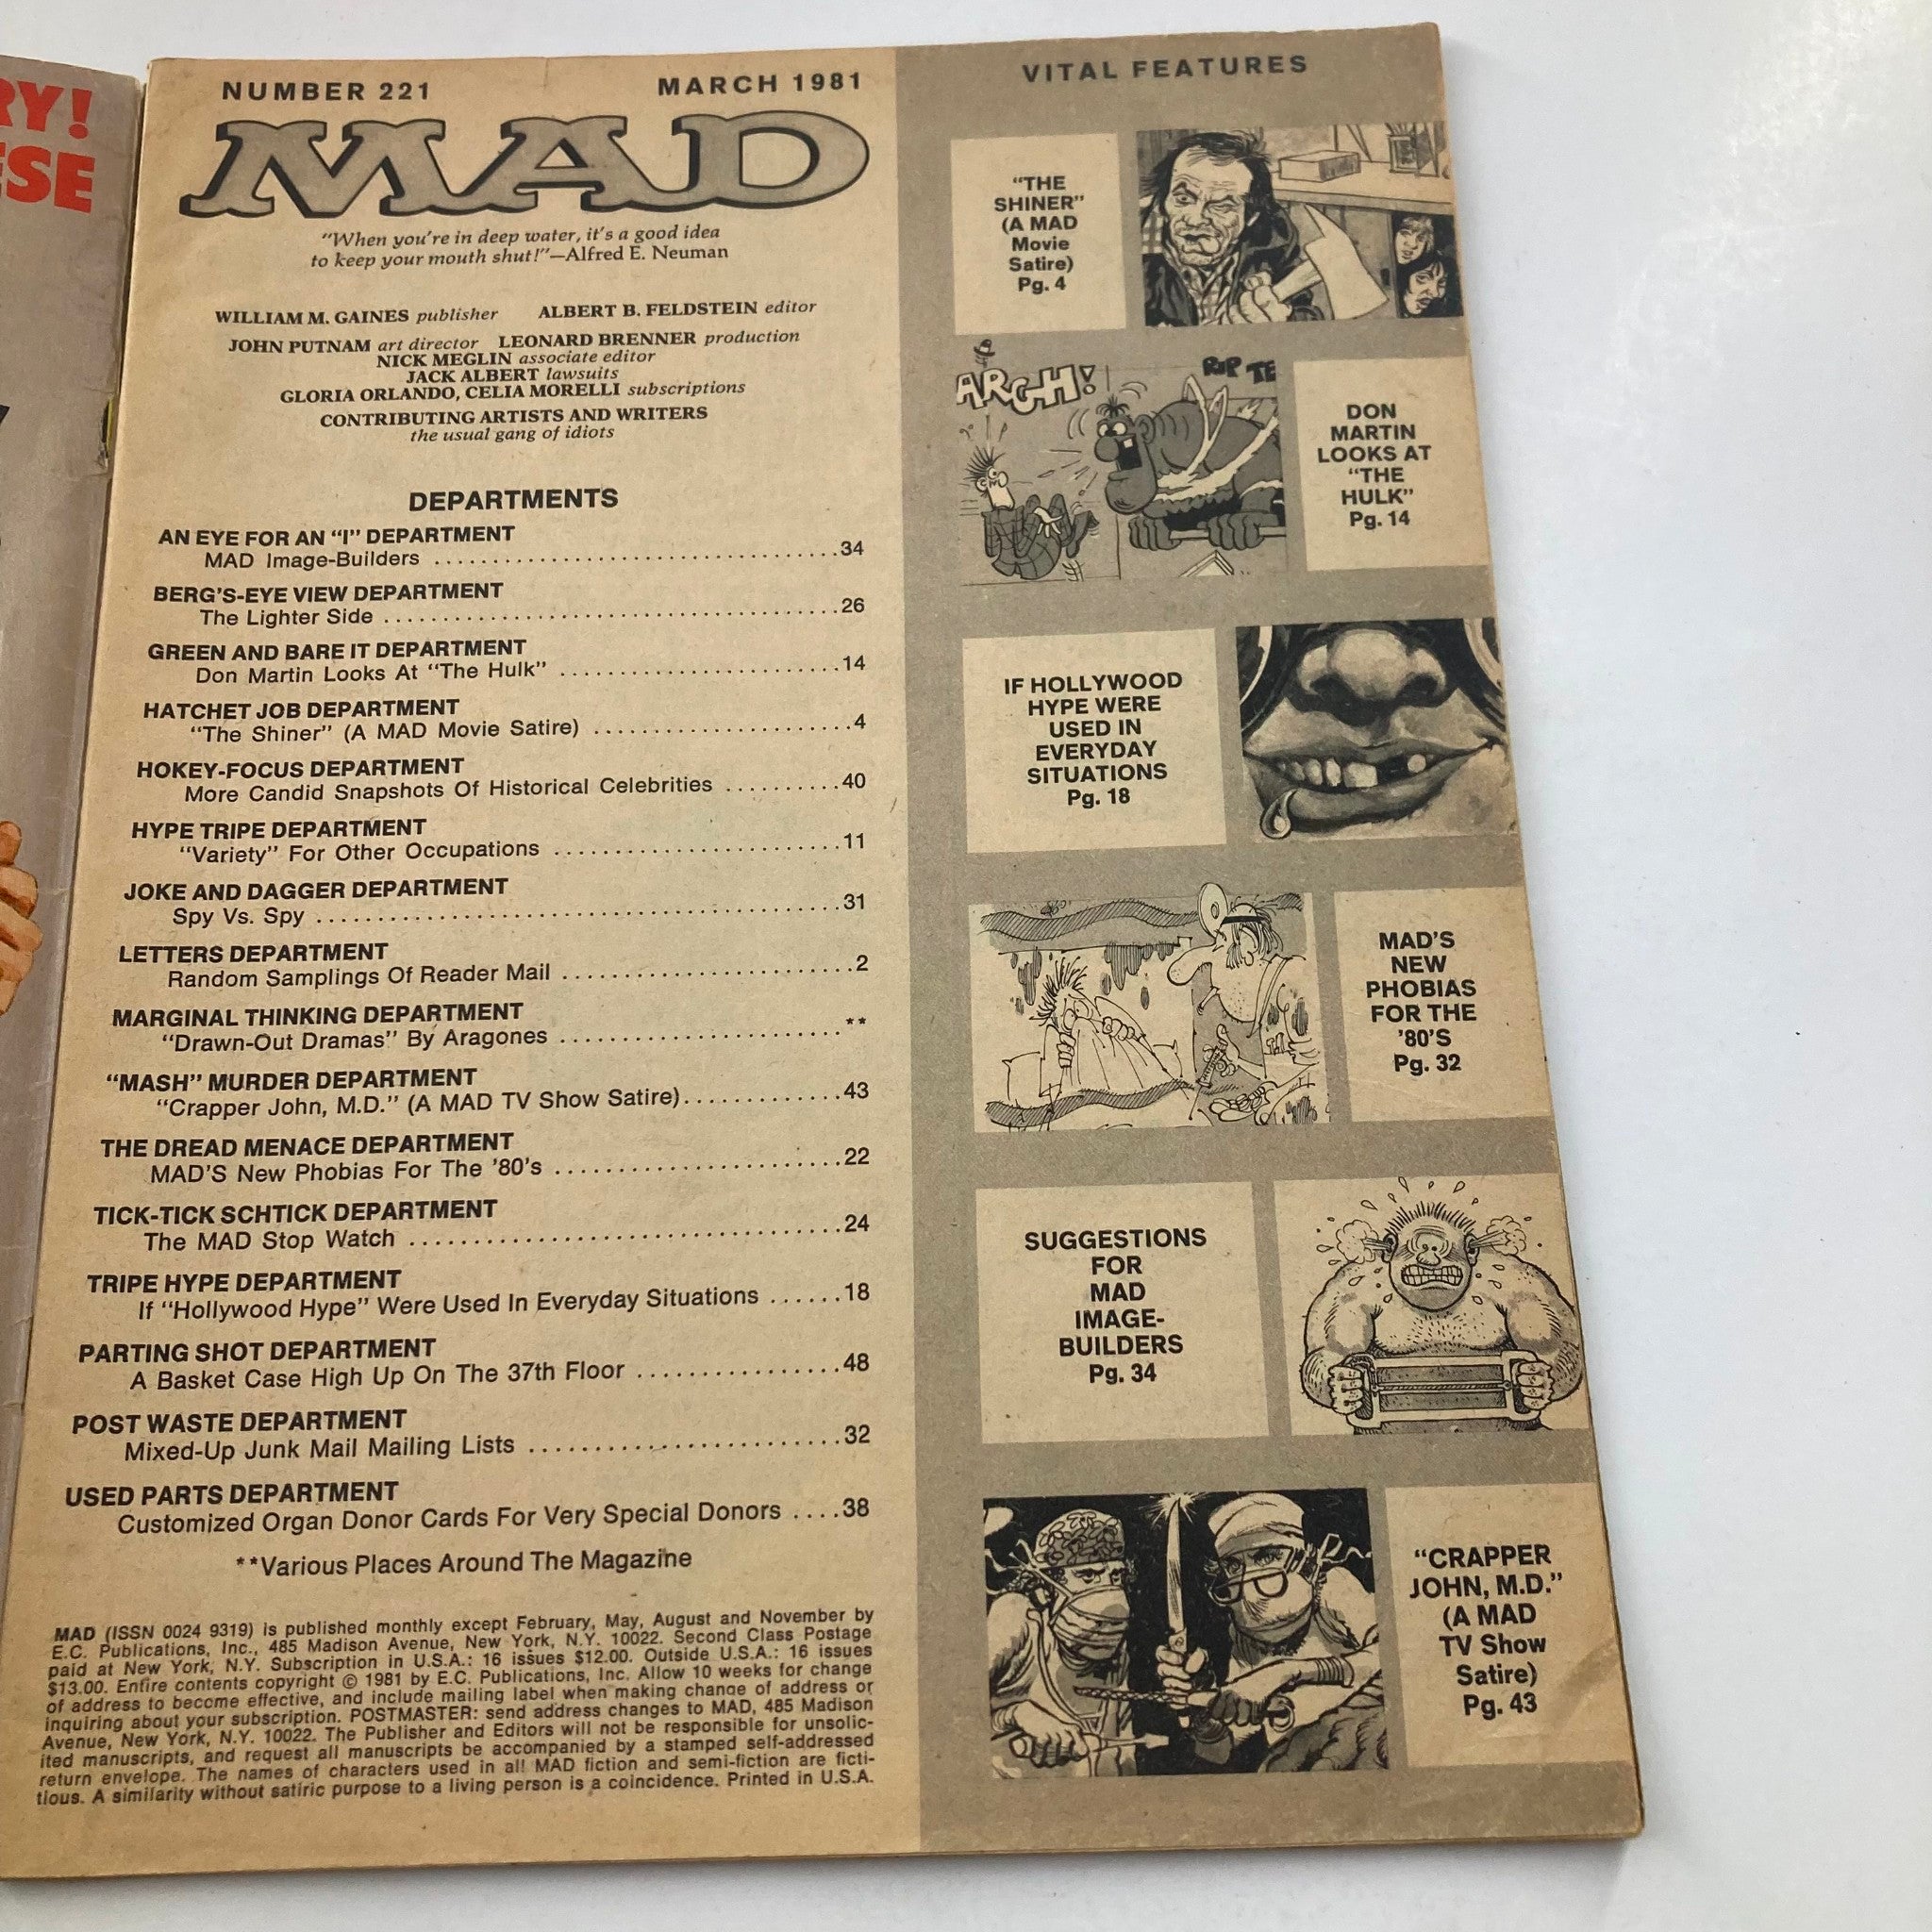 RY!
ESE
NUMBER 221 MARCH 1981
MAD
"When you're in deep water, it's a good idea
to keep your mouth shut!"—Alfred E. Neuman
WILLIAM M. GAINES publisher ALBERT B. FELDSTEIN editor
JOHN PUTNAM art director LEONARD BRENNER production
NICK MEGLIN associate editor
JACK ALBERT lawsuits
GLORIA ORLANDO, CELIA MORELLI subscriptions
CONTRIBUTING ARTISTS AND WRITERS
the usual gang of idiots
DEPARTMENTS
AN EYE FOR AN "I" DEPARTMENT
MAD Image-Builders ..........34
BERG'S-EYE VIEW DEPARTMENT
The Lighter Side ..........26
GREEN AND BARE IT DEPARTMENT
Don Martin Looks At "The Hulk" ..........14
HATCHET JOB DEPARTMENT
"The Shiner" (A MAD Movie Satire) ..........4
HOKEY-FOCUS DEPARTMENT
More Candid Snapshots Of Historical Celebrities ..........40
HYPE TRIPE DEPARTMENT
"Variety" For Other Occupations ..........11
JOKE AND DAGGER DEPARTMENT
Spy Vs. Spy ..........31
LETTERS DEPARTMENT
Random Samplings Of Reader Mail ..........2
MARGINAL THINKING DEPARTMENT
"Drawn-Out Dramas" By Aragones ..........**
"MASH" MURDER DEPARTMENT
"Crapper John, M.D." (A MAD TV Show Satire)..........43
THE DREAD MENACE DEPARTMENT
MAD'S New Phobias For The '80's ..........22
TICK-TICK SCHTICK DEPARTMENT
The MAD Stop Watch ..........24
TRIPE HYPE DEPARTMENT
If "Hollywood Hype" Were Used In Everyday Situations ......18
PARTING SHOT DEPARTMENT
A Basket Case High Up On The 37th Floor ..........48
POST WASTE DEPARTMENT
Mixed-Up Junk Mail Mailing Lists ..........32
USED PARTS DEPARTMENT
Customized Organ Donor Cards For Very Special Donors ....38
**Various Places Around The Magazine
MAD (ISSN 0024 9319) is published monthly except February, May, August and November by
E.C. Publications, Inc., 485 Madison Avenue, New York, N.Y. 10022. Second Class Postage
paid at New York, N.Y. Subscription in U.S.A.: 16 issues $12.00. Outside U.S.A.: 16 issues
$13.00. Entire contents copyright © 1981 by E.C. Publications, Inc. Allow 10 weeks for change
of address to become effective, and include mailing label when making change of address or
inquiring about your subscription. POSTMASTER: send address changes to MAD, 485 Madison
Avenue, New York, N.Y. 10022. The Publisher and Editors will not be responsible for unsolic-
ited manuscripts, and request all manuscripts be accompanied by a stamped self-addressed
return envelope. The names of characters used in all MAD fiction and semi-fiction are ficti-
tious. A similarity without satiric purpose to a living person is a coincidence. Printed in U.S.A.
VITAL FEATURES
"THE
SHINER"
(A MAD
Movie
Satire)
Pg. 4
ARGH!
RIP TE
DON
MARTIN
LOOKS AT
"THE
HULK"
Pg. 14
IF HOLLYWOOD
HYPE WERE
USED IN
EVERYDAY
SITUATIONS
Pg. 18
MAD'S
NEW
PHOBIAS
FOR THE
'80'S
Pg. 32
SUGGESTIONS
FOR
MAD
IMAGE-
BUILDERS
Pg. 34
"CRAPPER
JOHN, M.D."
(A MAD
TV Show
Satire)
Pg. 43